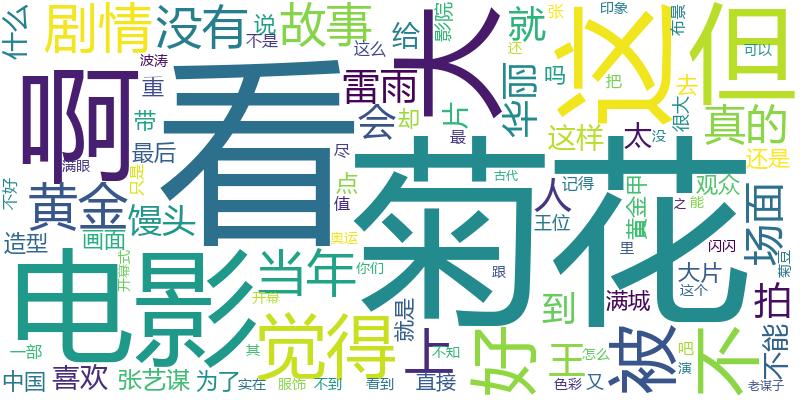 什么
剧情
没有
说
故事
给
影院
张
印象
布景
就
还
这
但
大
波涛
不是
这么
可以
啊
看
重
雷雨
华丽
吗
把
去
很大
真的
带
会
却
片
这样
太
没
还是
不好
满眼
最后
只是
尽
最
菊花
古代
人
记得
黄金
馒头
点
值
黄金甲
观众
之
能
场面
造型
画面
开幕式
奥运
王位
里
闪闪
菊豆
电影
当年
你们
跟
到
满城
大片
这个
拍
觉得
开幕
就是
上
好
王
色彩
怎么
又
被
吧
演
不
不能
老谋子
一部
中国
喜欢
张艺谋
为了
其
实在
服饰
不到
看到
不知
直接